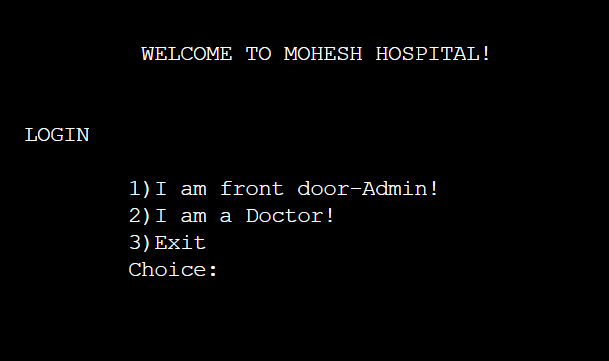 WELCOME TO MOHESH HOSPITAL!
LOGIN
1)I am front door-Admin!
2)I am a Doctor!
3)Exit
Choice: